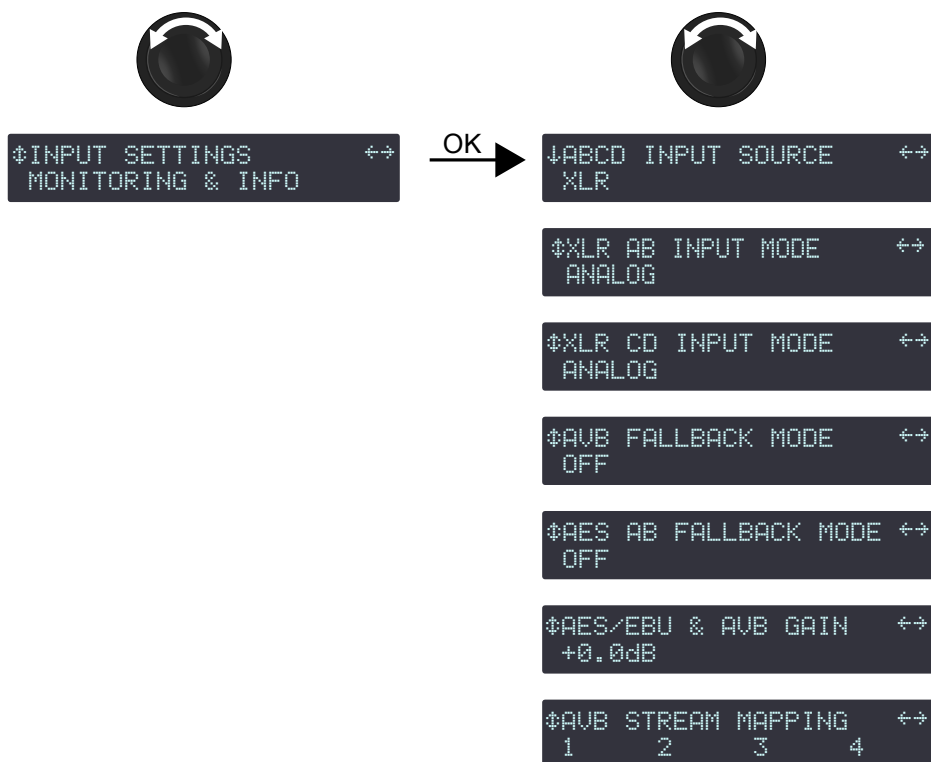 ↕INPUT SETTINGS ↔
MONITORING & INFO
OK
↓ABCD INPUT SOURCE ↔
XLR
↕XLR AB INPUT MODE ↔
ANALOG
↕XLR CD INPUT MODE ↔
ANALOG
↕AVB FALLBACK MODE ↔
OFF
↕AES AB FALLBACK MODE ↔
OFF
↕AES/EBU & AVB GAIN ↔
+0.0dB
↕AVB STREAM MAPPING ↔
1 2 3 4